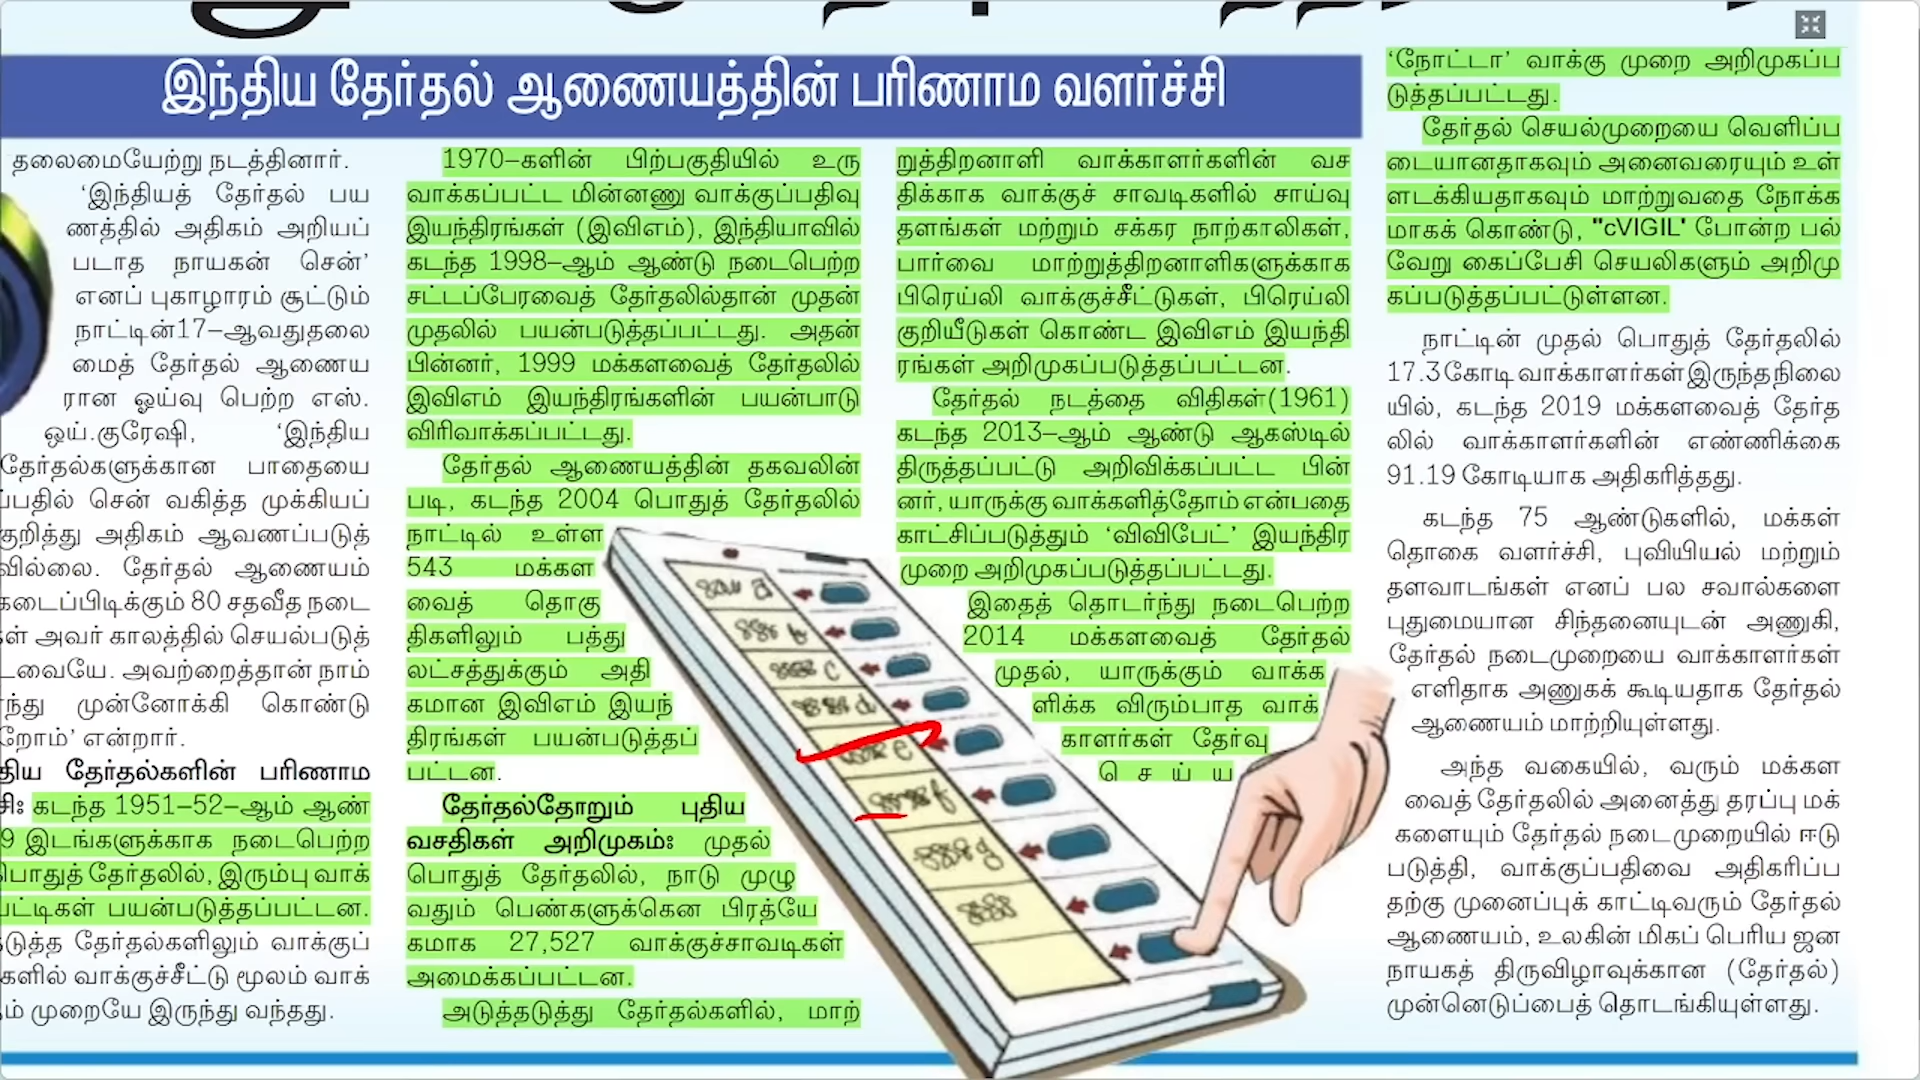 இந்திய தேர்தல் ஆணையத்தின் பரிணாம வளர்ச்சி
தலைமையேற்று நடத்தினார்.
‘இந்தியத் தேர்தல் பய
ணத்தில் அதிகம் அறியப்
படாத நாயகன் சென்’
எனப் புகாழாரம் சூட்டும்
நாட்டின்17–ஆவதுதலை
மைத் தேர்தல் ஆணைய
ரான ஓய்வு பெற்ற எஸ்.
ஒய்.குரேஷி, ‘இந்திய
தேர்தல்களுக்கான பாதையை
ப்பதில் சென் வகித்த முக்கியப்
குறித்து அதிகம் ஆவணப்படுத்
வில்லை. தேர்தல் ஆணையம்
கடைப்பிடிக்கும் 80 சதவீத நடை
அவர் காலத்தில் செயல்படுத்
டவையே. அவற்றைத்தான் நாம்
ந்து முன்னோக்கி கொண்டு
றோம்’ என்றார்.
திய தேர்தல்களின் பரிணாம
சி: கடந்த 1951–52–ஆம் ஆண்
9 இடங்களுக்காக நடைபெற்ற
பொதுத் தேர்தலில், இரும்பு வாக்
பட்டிகள் பயன்படுத்தப்பட்டன.
டுத்த தேர்தல்களிலும் வாக்குப்
களில் வாக்குச்சீட்டு மூலம் வாக்
ம் முறையே இருந்து வந்தது.
1970–களின் பிற்பகுதியில் உரு
வாக்கப்பட்ட மின்னணு வாக்குப்பதிவு
இயந்திரங்கள் (இவிஎம்), இந்தியாவில்
கடந்த 1998–ஆம் ஆண்டு நடைபெற்ற
சட்டப்பேரவைத் தேர்தலில்தான் முதன்
முதலில் பயன்படுத்தப்பட்டது. அதன்
பின்னர், 1999 மக்களவைத் தேர்தலில்
இவிஎம் இயந்திரங்களின் பயன்பாடு
விரிவாக்கப்பட்டது.
தேர்தல் ஆணையத்தின் தகவலின்
படி, கடந்த 2004 பொதுத் தேர்தலில்
நாட்டில் உள்ள
543 மக்கள
வைத் தொகு
திகளிலும் பத்து
லட்சத்துக்கும் அதி
கமான இவிஎம் இயந்
திரங்கள் பயன்படுத்தப்
பட்டன.
தேர்தல்தோறும் புதிய
வசதிகள் அறிமுகம்: முதல்
பொதுத் தேர்தலில், நாடு முழு
வதும் பெண்களுக்கென பிரத்யே
கமாக 27,527 வாக்குச்சாவடிகள்
அமைக்கப்பட்டன.
அடுத்தடுத்து தேர்தல்களில், மாற்
றுத்திறனாளி வாக்காளர்களின் வச
திக்காக வாக்குச் சாவடிகளில் சாய்வு
தளங்கள் மற்றும் சக்கர நாற்காலிகள்,
பார்வை மாற்றுத்திறனாளிகளுக்காக
பிரெய்லி வாக்குச்சீட்டுகள், பிரெய்லி
குறியீடுகள் கொண்ட இவிஎம் இயந்தி
ரங்கள் அறிமுகப்படுத்தப்பட்டன.
தேர்தல் நடத்தை விதிகள்(1961)
கடந்த 2013–ஆம் ஆண்டு ஆகஸ்டில்
திருத்தப்பட்டு அறிவிக்கப்பட்ட பின்
னர், யாருக்கு வாக்களித்தோம் என்பதை
காட்சிப்படுத்தும் ‘விவிபேட்’ இயந்திர
முறை அறிமுகப்படுத்தப்பட்டது.
இதைத் தொடர்ந்து நடைபெற்ற
2014 மக்களவைத் தேர்தல்
முதல், யாருக்கும் வாக்க
ளிக்க விரும்பாத வாக்
காளர்கள் தேர்வு
செய்ய
‘நோட்டா’ வாக்கு முறை அறிமுகப்ப
டுத்தப்பட்டது.
தேர்தல் செயல்முறையை வெளிப்ப
டையானதாகவும் அனைவரையும் உள்
ளடக்கியதாகவும் மாற்றுவதை நோக்க
மாகக் கொண்டு, "cVIGIL' போன்ற பல்
வேறு கைப்பேசி செயலிகளும் அறிமு
கப்படுத்தப்பட்டுள்ளன.
நாட்டின் முதல் பொதுத் தேர்தலில்
17.3 கோடி வாக்காளர்கள் இருந்த நிலை
யில், கடந்த 2019 மக்களவைத் தேர்த
லில் வாக்காளர்களின் எண்ணிக்கை
91.19 கோடியாக அதிகரித்தது.
கடந்த 75 ஆண்டுகளில், மக்கள்
தொகை வளர்ச்சி, புவியியல் மற்றும்
தளவாடங்கள் எனப் பல சவால்களை
புதுமையான சிந்தனையுடன் அணுகி,
தேர்தல் நடைமுறையை வாக்காளர்கள்
எளிதாக அணுகக் கூடியதாக தேர்தல்
ஆணையம் மாற்றியுள்ளது.
அந்த வகையில், வரும் மக்கள
வைத் தேர்தலில் அனைத்து தரப்பு மக்
களையும் தேர்தல் நடைமுறையில் ஈடு
படுத்தி, வாக்குப்பதிவை அதிகரிப்ப
தற்கு முனைப்புக் காட்டிவரும் தேர்தல்
ஆணையம், உலகின் மிகப் பெரிய ஜன
நாயகத் திருவிழாவுக்கான (தேர்தல்)
முன்னெடுப்பைத் தொடங்கியுள்ளது.